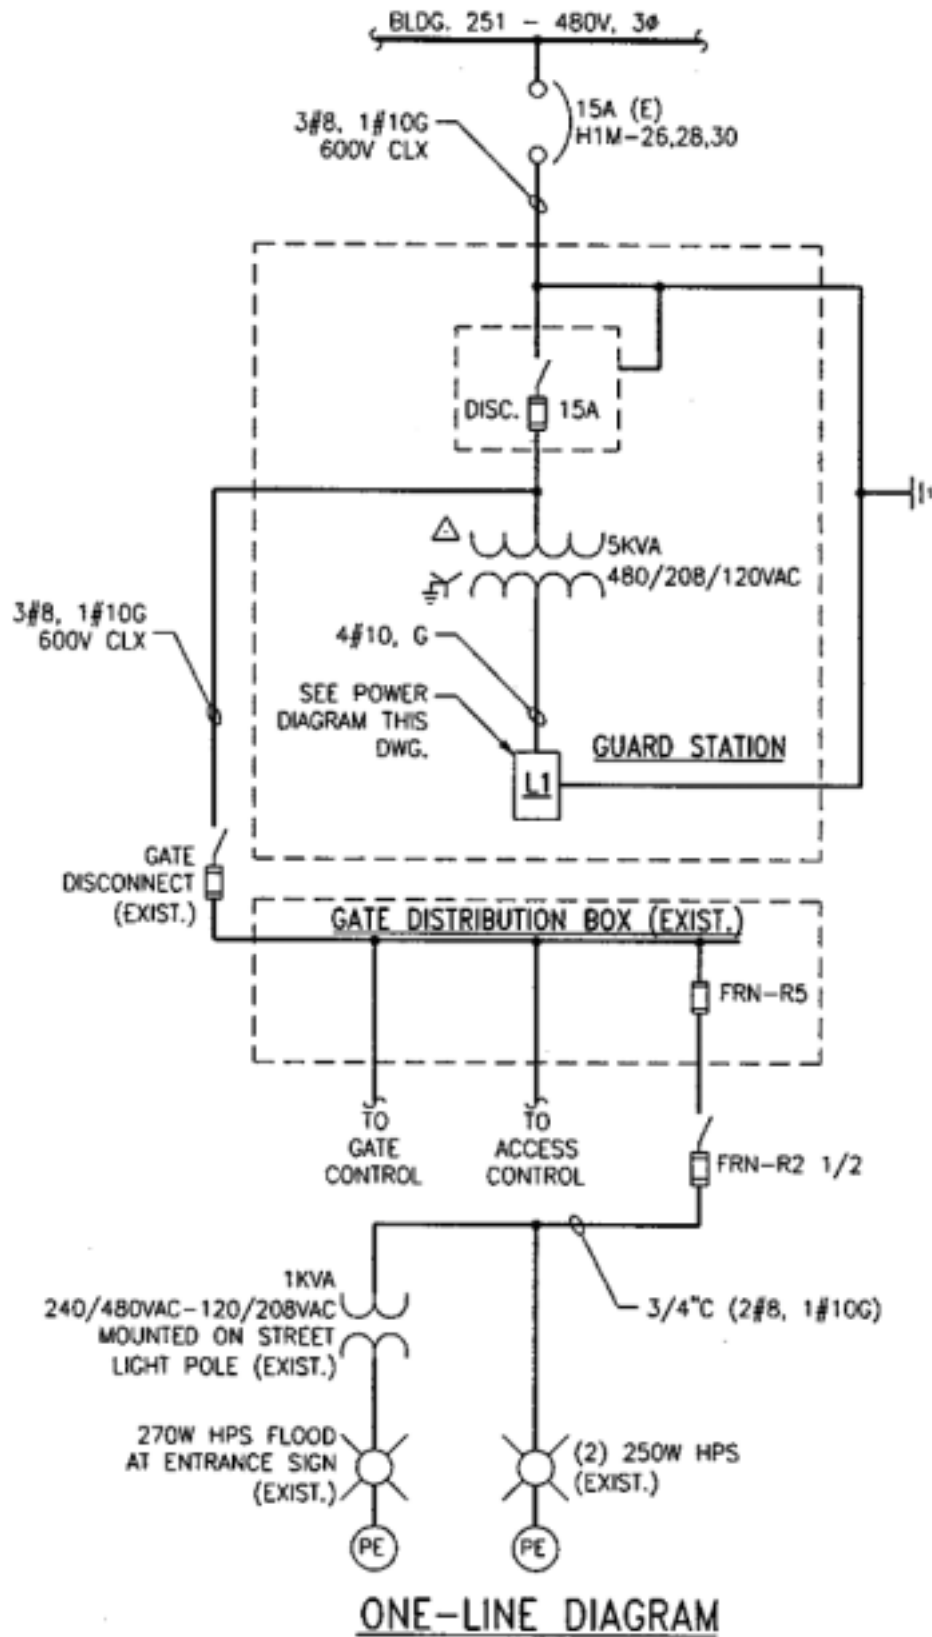 BLDG. 251 - 480V, 3ø
15A (E)
H1M-26,28,30
3#8, 1#10G
600V CLX
DISC.
15A
5KVA
480/208/120VAC
3#8, 1#10G
600V CLX
4#10, G
SEE POWER
DIAGRAM THIS
DWG.
GUARD STATION
L1
GATE
DISCONNECT
(EXIST.)
GATE DISTRIBUTION BOX (EXIST.)
FRN-R5
TO
GATE
CONTROL
TO
ACCESS
CONTROL
FRN-R2 1/2
1KVA
240/480VAC-120/208VAC
MOUNTED ON STREET
LIGHT POLE (EXIST.)
3/4"C (2#8, 1#10G)
270W HPS FLOOD
AT ENTRANCE SIGN
(EXIST.)
(2) 250W HPS
(EXIST.)
PE
PE
ONE-LINE DIAGRAM